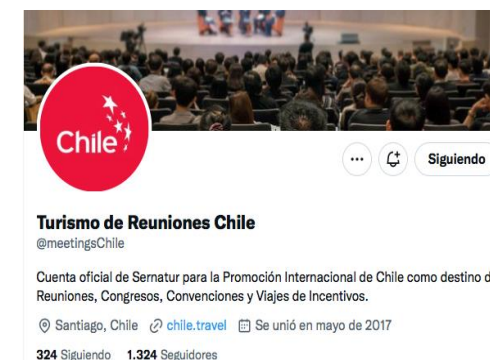 Chile
Siguiendo
Turismo de Reuniones Chile
@meetingsChile
Cuenta oficial de Sernatur para la Promoción Internacional de Chile como destino d
Reuniones, Congresos, Convenciones y Viajes de Incentivos.
Santiago, Chile chile.travel Se unió en mayo de 2017
324 Siguiendo 1.324 Seguidores